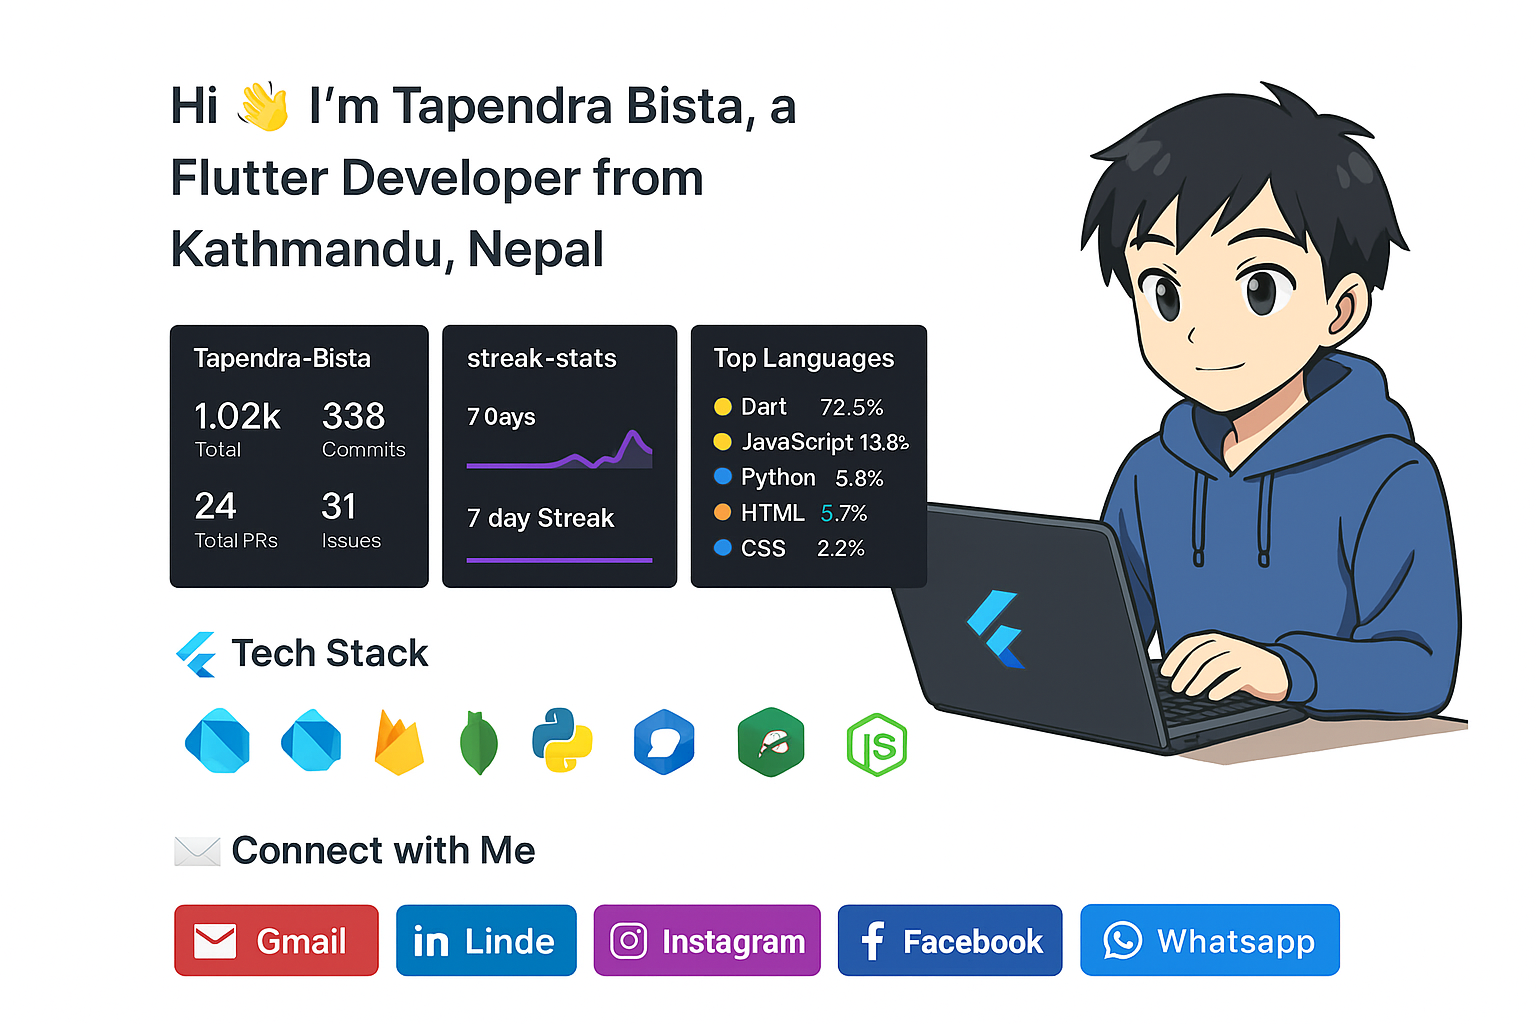 Hi 👋 I'm Tapendra Bista, a
Flutter Developer from
Kathmandu, Nepal
Tapendra-Bista
1.02k 338
Total Commits
24 31
Total PRs Issues
streak-stats
7 0ays
7 day Streak
Top Languages
Dart 72.5%
JavaScript 13.8%
Python 5.8%
HTML 5.7%
CSS 2.2%
Tech Stack
JS
Connect with Me
Gmail
in Linde
Instagram
Facebook
Whatsapp